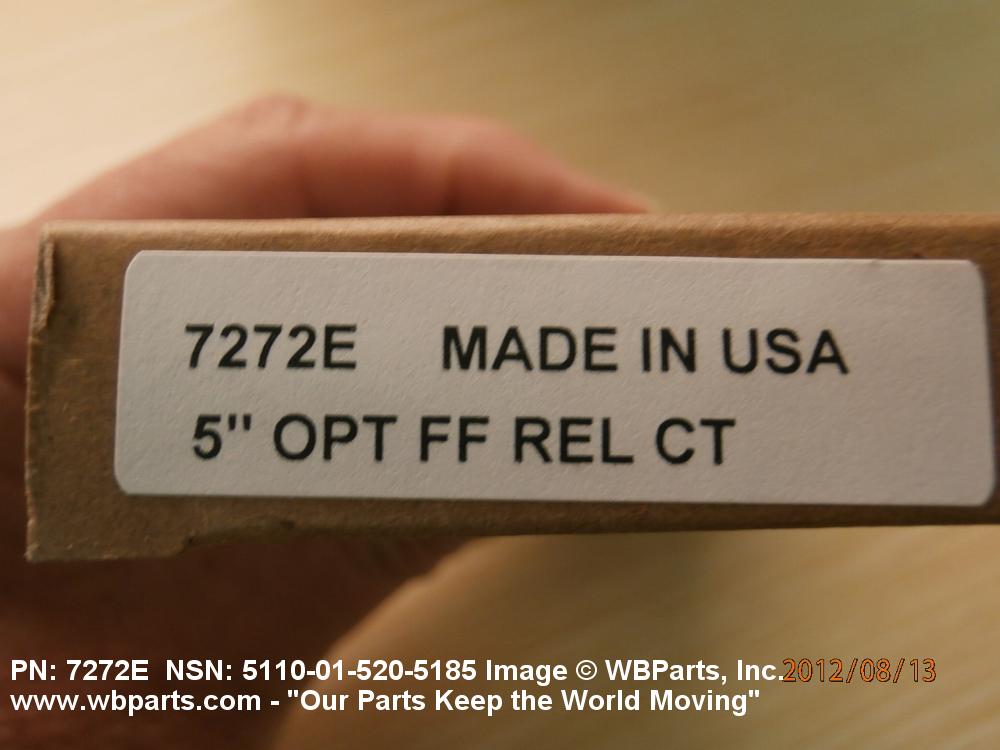 7272E MADE IN USA
5" OPT FF REL CT
PN: 7272E NSN: 5110-01-520-5185 Image © WBParts, Inc. 2012/08/13
www.wbparts.com - "Our Parts Keep the World Moving"